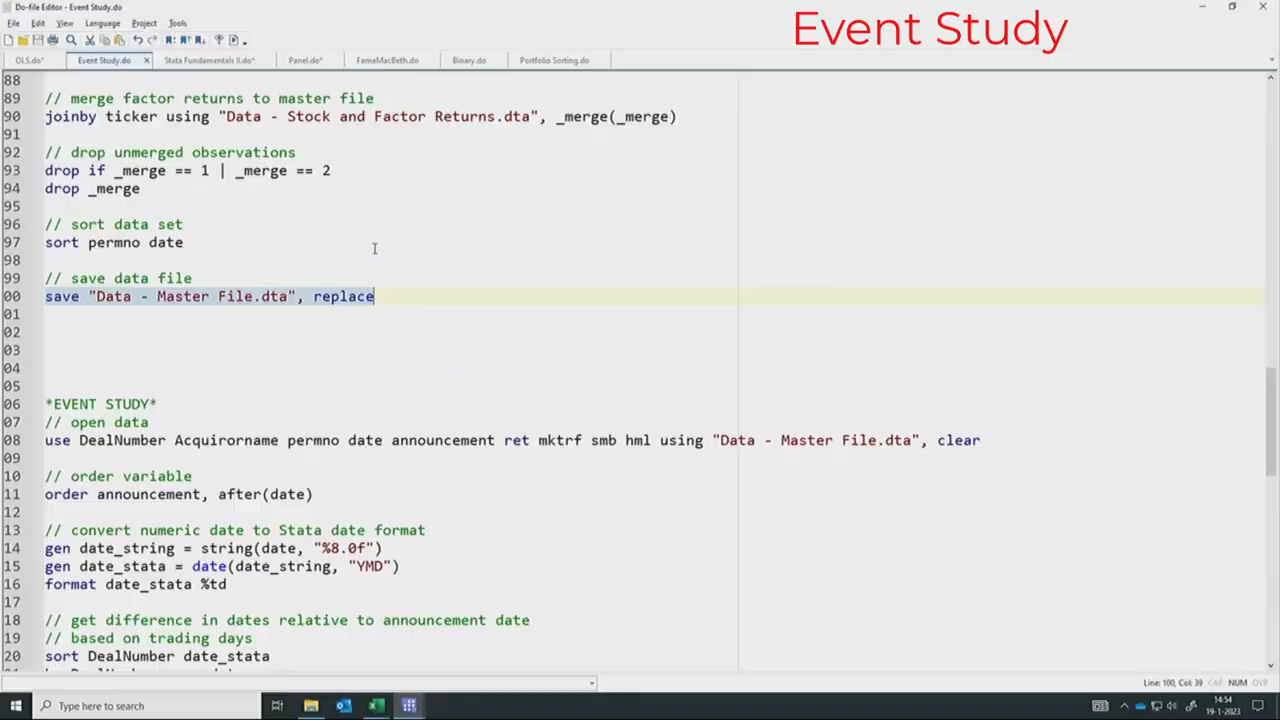 Do-file Editor - Event Study.do
Event Study
File Edit View Language Project Tools
OLS.do* Event Study.do Stata Fundamentals II.do* Panel.do* FamaMacBeth.do Binary.do Portfolio Sorting.do
88
89 // merge factor returns to master file
90 joinby ticker using "Data - Stock and Factor Returns.dta", _merge(_merge)
91
92 // drop unmerged observations
93 drop if _merge == 1 | _merge == 2
94 drop _merge
95
96 // sort data set
97 sort permno date
98
99 // save data file
00 save "Data - Master File.dta", replace
01
02
03
04
05
06 *EVENT STUDY*
07 // open data
08 use DealNumber Acquirorname permno date announcement ret mktrf smb hml using "Data - Master File.dta", clear
09
10 // order variable
11 order announcement, after(date)
12
13 // convert numeric date to Stata date format
14 gen date_string = string(date, "%8.0f")
15 gen date_stata = date(date_string, "YMD")
16 format date_stata %td
17
18 // get difference in dates relative to announcement date
19 // based on trading days
20 sort DealNumber date_stata
Line: 100, Col: 39 CAP NUM OVR
Type here to search
14:54
19-1-2023